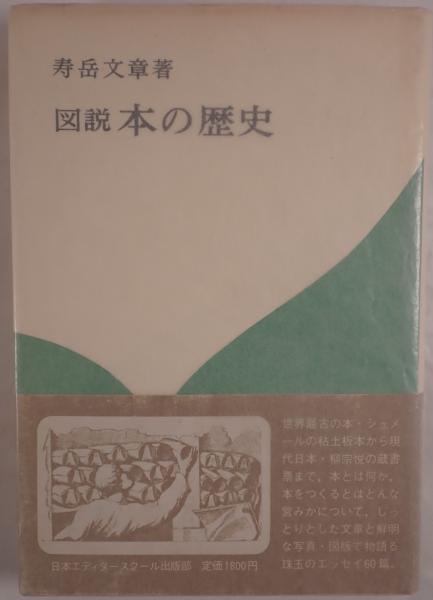 寿岳文章著
図説 本の歴史
世界最古の本・シュメ
ールの粘土板本から現
代日本・柳宗悦の蔵書
票まで，本とは何か，
本をつくるとはどんな
営みかについて，しっ
とりとした文章と鮮明
な写真・図版で物語る
珠玉のエッセイ60篇。
日本エディタースクール出版部 定価1800円